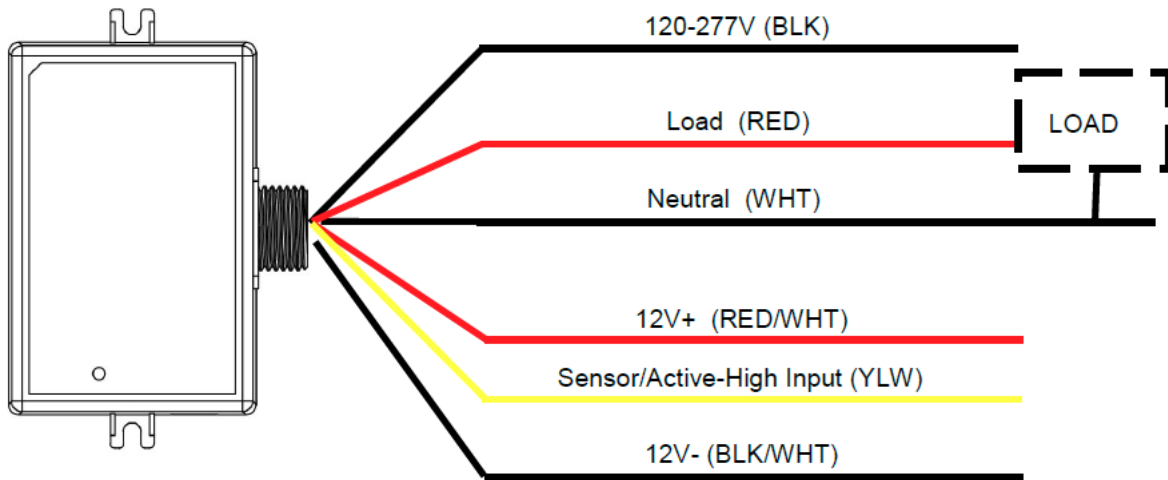 120-277V (BLK)
Load (RED)
LOAD
Neutral (WHT)
12V+ (RED/WHT)
Sensor/Active-High Input (YLW)
12V- (BLK/WHT)